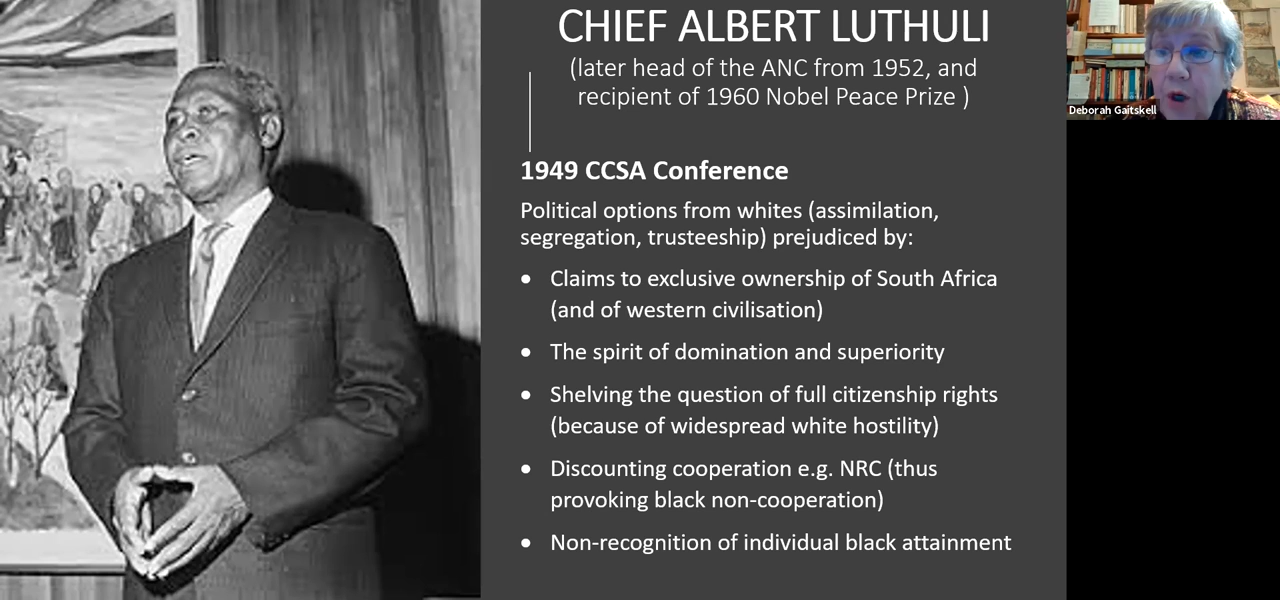 CHIEF ALBERT LUTHULI
(later head of the ANC from 1952, and
recipient of 1960 Nobel Peace Prize )
Deborah Gaitskell
1949 CCSA Conference
Political options from whites (assimilation,
segregation, trusteeship) prejudiced by:
• Claims to exclusive ownership of South Africa
(and of western civilisation)
• The spirit of domination and superiority
• Shelving the question of full citizenship rights
(because of widespread white hostility)
• Discounting cooperation e.g. NRC (thus
provoking black non-cooperation)
• Non-recognition of individual black attainment